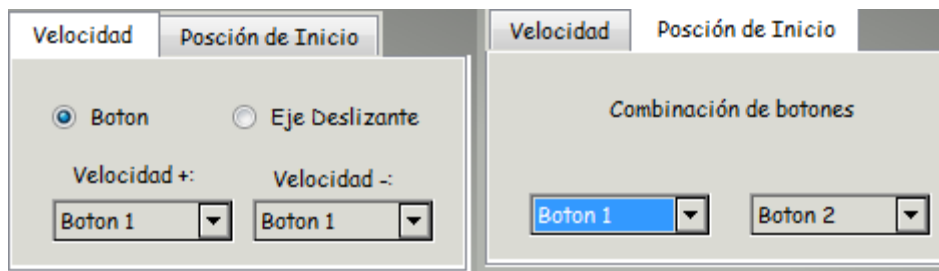 Velocidad Posción de Inicio
Boton Eje Deslizante
Velocidad +: Velocidad -:
Boton 1 Boton 1
Velocidad Posción de Inicio
Combinación de botones
Boton 1 Boton 2